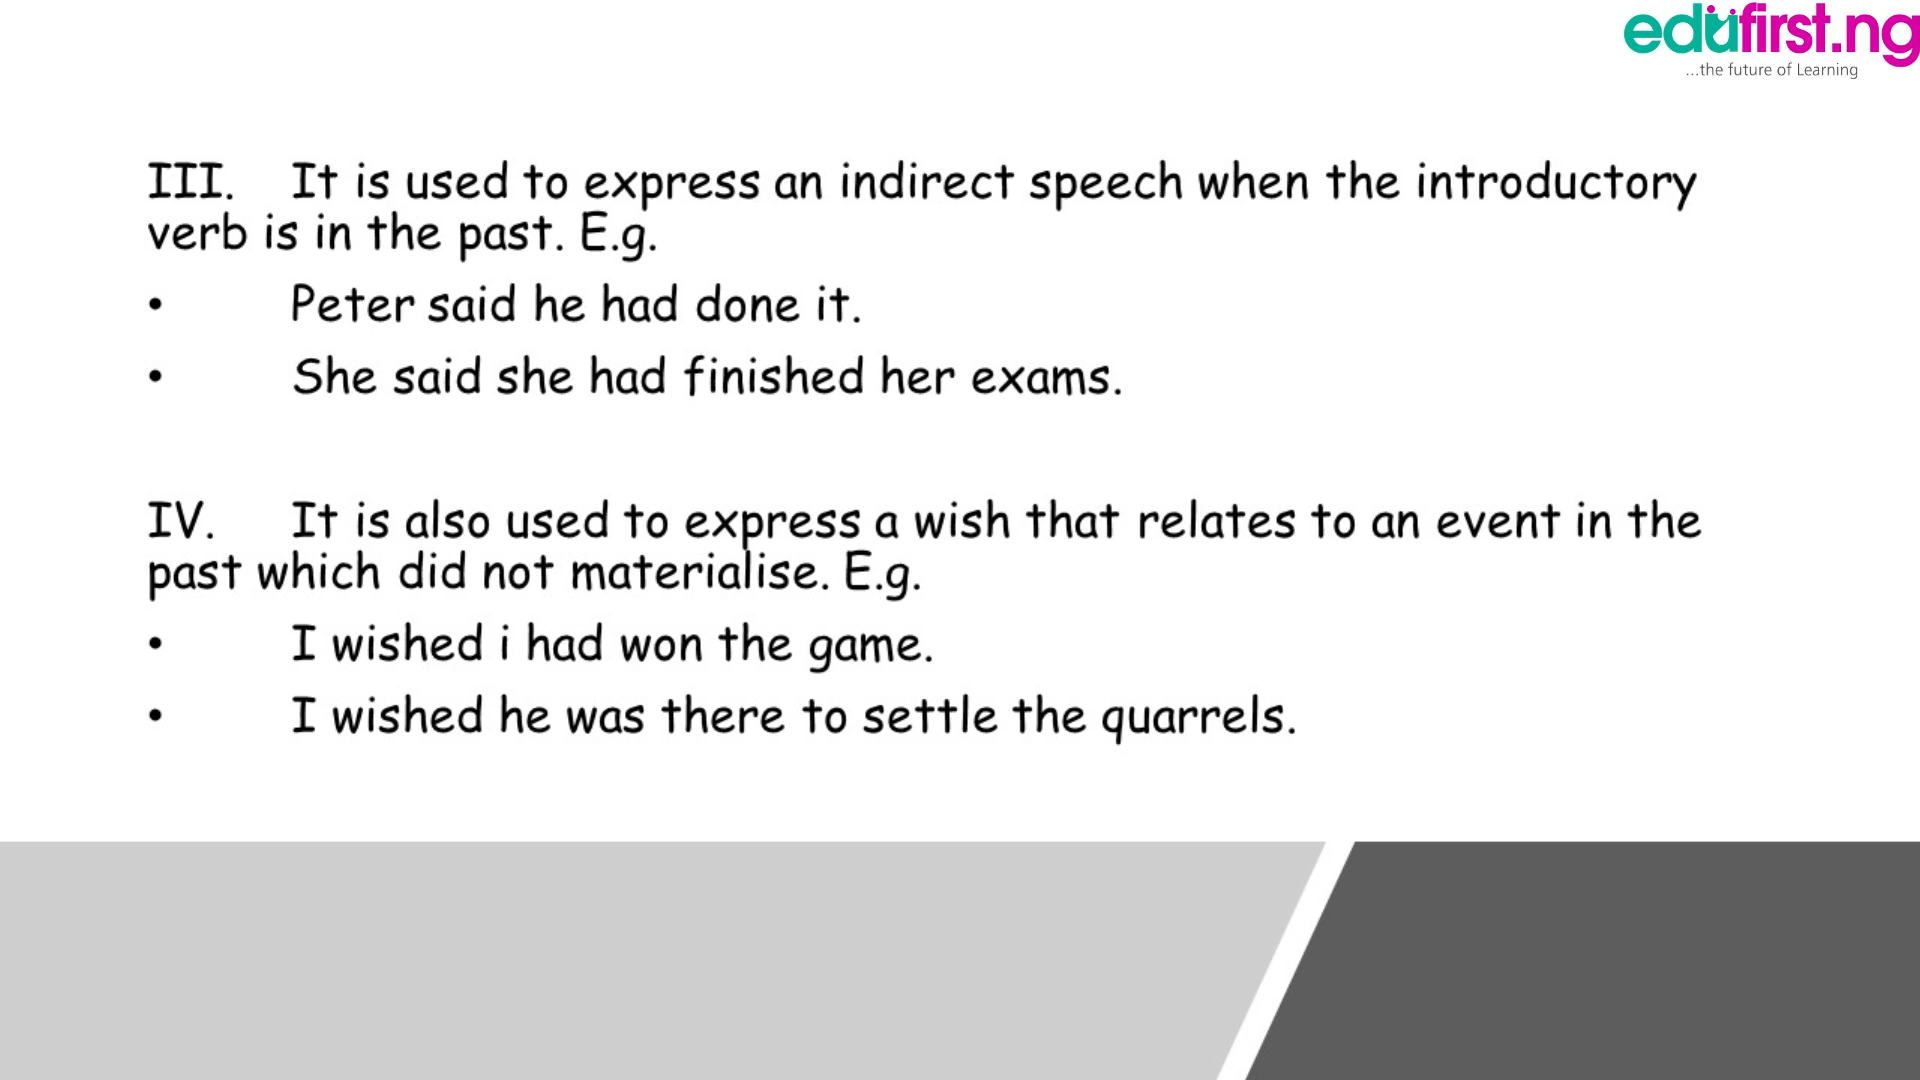 edufirst.ng
...the future of Learning
III. It is used to express an indirect speech when the introductory
verb is in the past. E.g.
• Peter said he had done it.
• She said she had finished her exams.
IV. It is also used to express a wish that relates to an event in the
past which did not materialise. E.g.
• I wished i had won the game.
• I wished he was there to settle the quarrels.